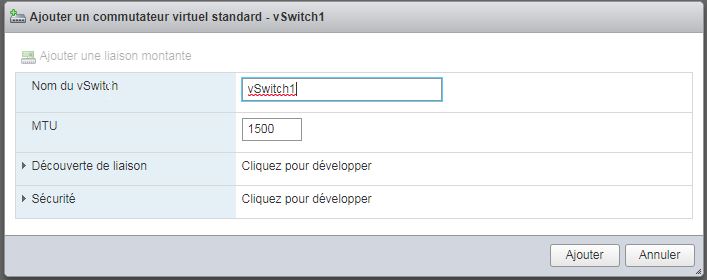 Ajouter un commutateur virtuel standard - vSwitch1
Ajouter une liaison montante
Nom du vSwitch vSwitch1
MTU 1500
Découverte de liaison Cliquez pour développer
Sécurité Cliquez pour développer
Ajouter Annuler